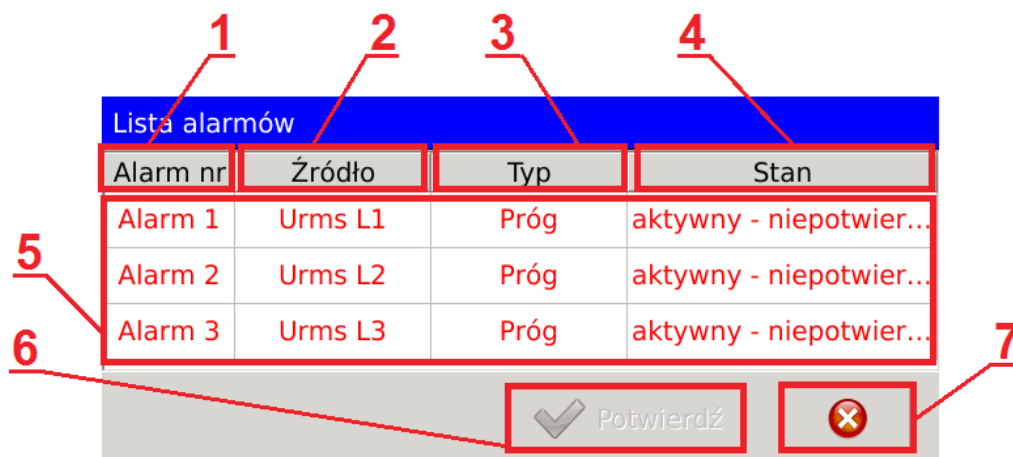 1 2 3 4
Lista alarmów
Alarm nr Źródło Typ Stan
Alarm 1 Urms L1 Próg aktywny - niepotwier...
5
Alarm 2 Urms L2 Próg aktywny - niepotwier...
Alarm 3 Urms L3 Próg aktywny - niepotwier...
6 7
Potwierdź